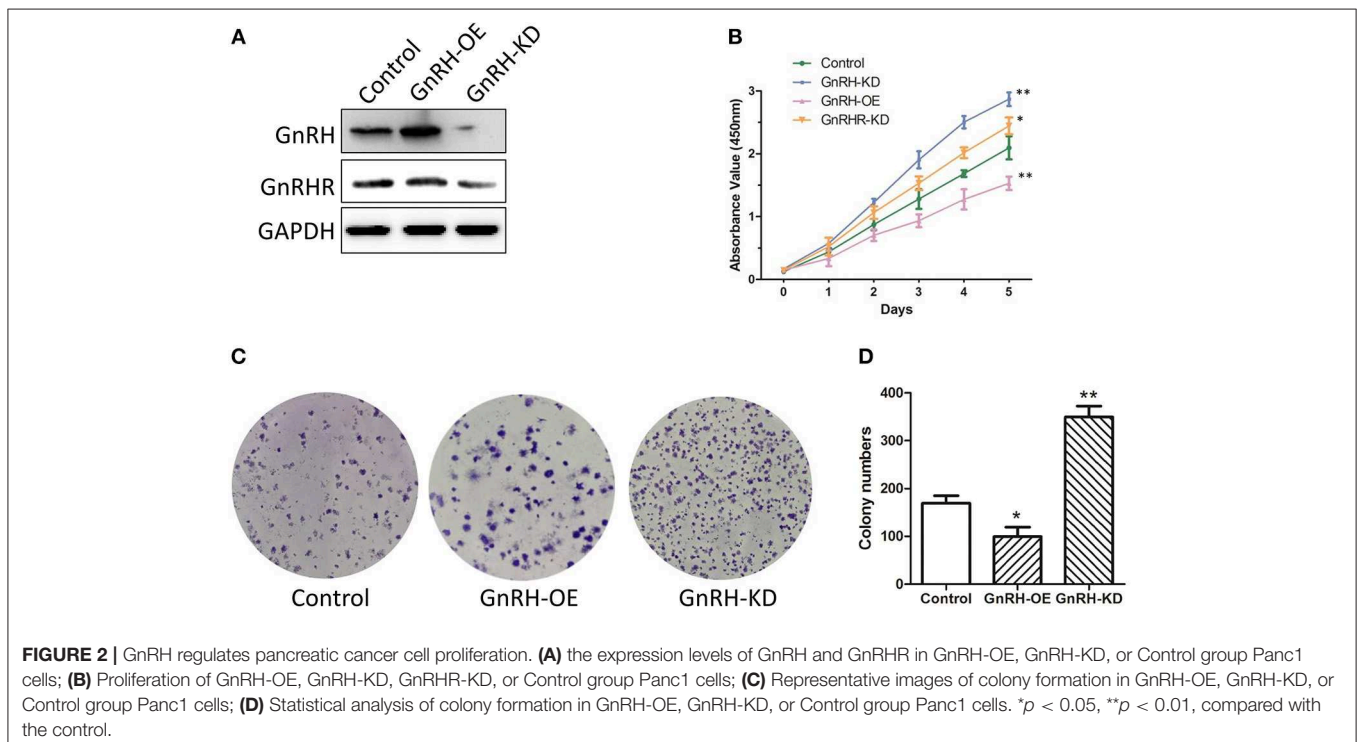 A
Control
GnRH-OE
GnRH-KD
GnRH
GnRHR
GAPDH
B
Control
GnRH-KD
GnRH-OE
GnRHR-KD
Absorbance Value (450nm)
3
2
1
0
**
*
**
0 1 2 3 4 5
Days
C
Control GnRH-OE GnRH-KD
D
Colony numbers
400
300
200
100
0
*
**
Control GnRH-OE GnRH-KD
FIGURE 2 | GnRH regulates pancreatic cancer cell proliferation. (A) the expression levels of GnRH and GnRHR in GnRH-OE, GnRH-KD, or Control group Panc1
cells; (B) Proliferation of GnRH-OE, GnRH-KD, GnRHR-KD, or Control group Panc1 cells; (C) Representative images of colony formation in GnRH-OE, GnRH-KD, or
Control group Panc1 cells; (D) Statistical analysis of colony formation in GnRH-OE, GnRH-KD, or Control group Panc1 cells. *p < 0.05, **p < 0.01, compared with
the control.